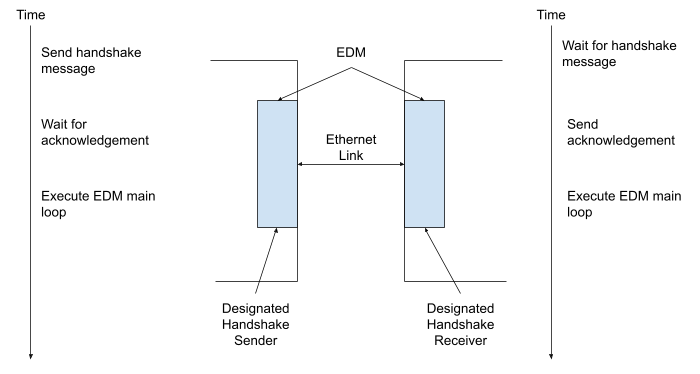 Time
Send handshake
message
Wait for
acknowledgement
Execute EDM main
loop
EDM
Ethernet
Link
Designated
Handshake
Sender
Designated
Handshake
Receiver
Time
Wait for handshake
message
Send
acknowledgement
Execute EDM main
loop